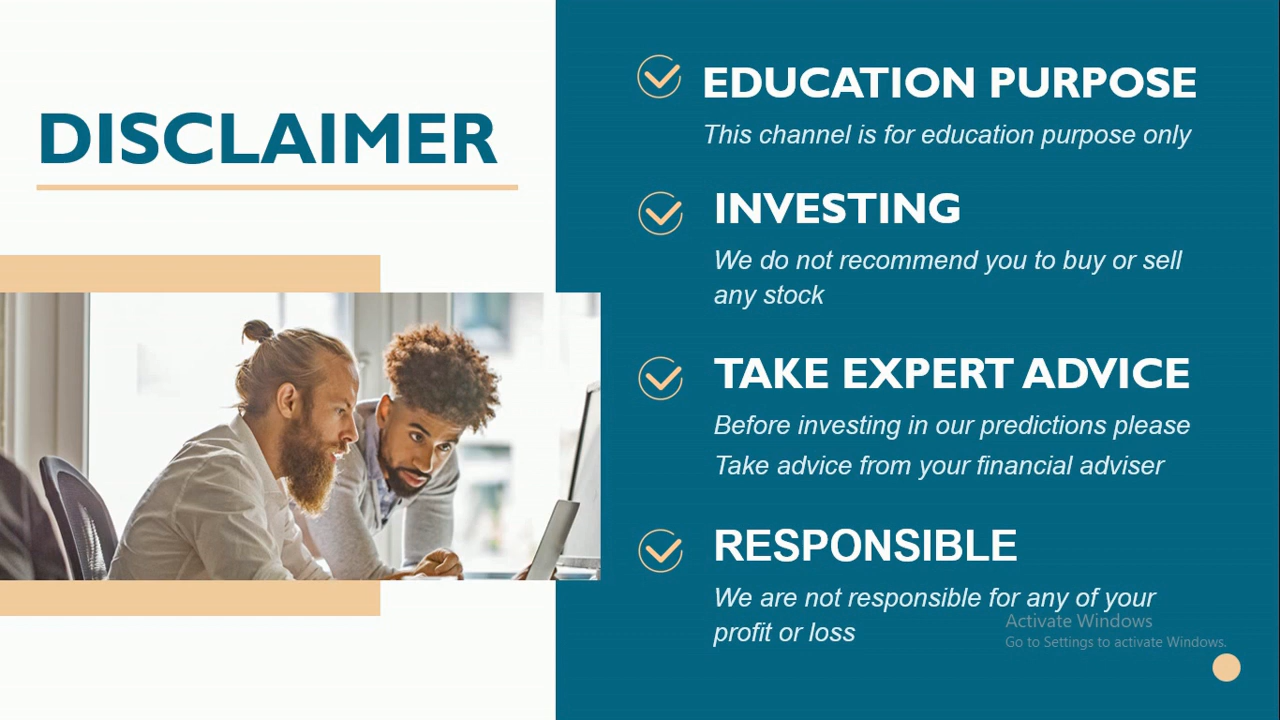 DISCLAIMER
EDUCATION PURPOSE
This channel is for education purpose only
INVESTING
We do not recommend you to buy or sell
any stock
TAKE EXPERT ADVICE
Before investing in our predictions please
Take advice from your financial adviser
RESPONSIBLE
We are not responsible for any of your
profit or loss
Activate Windows
Go to Settings to activate Windows.